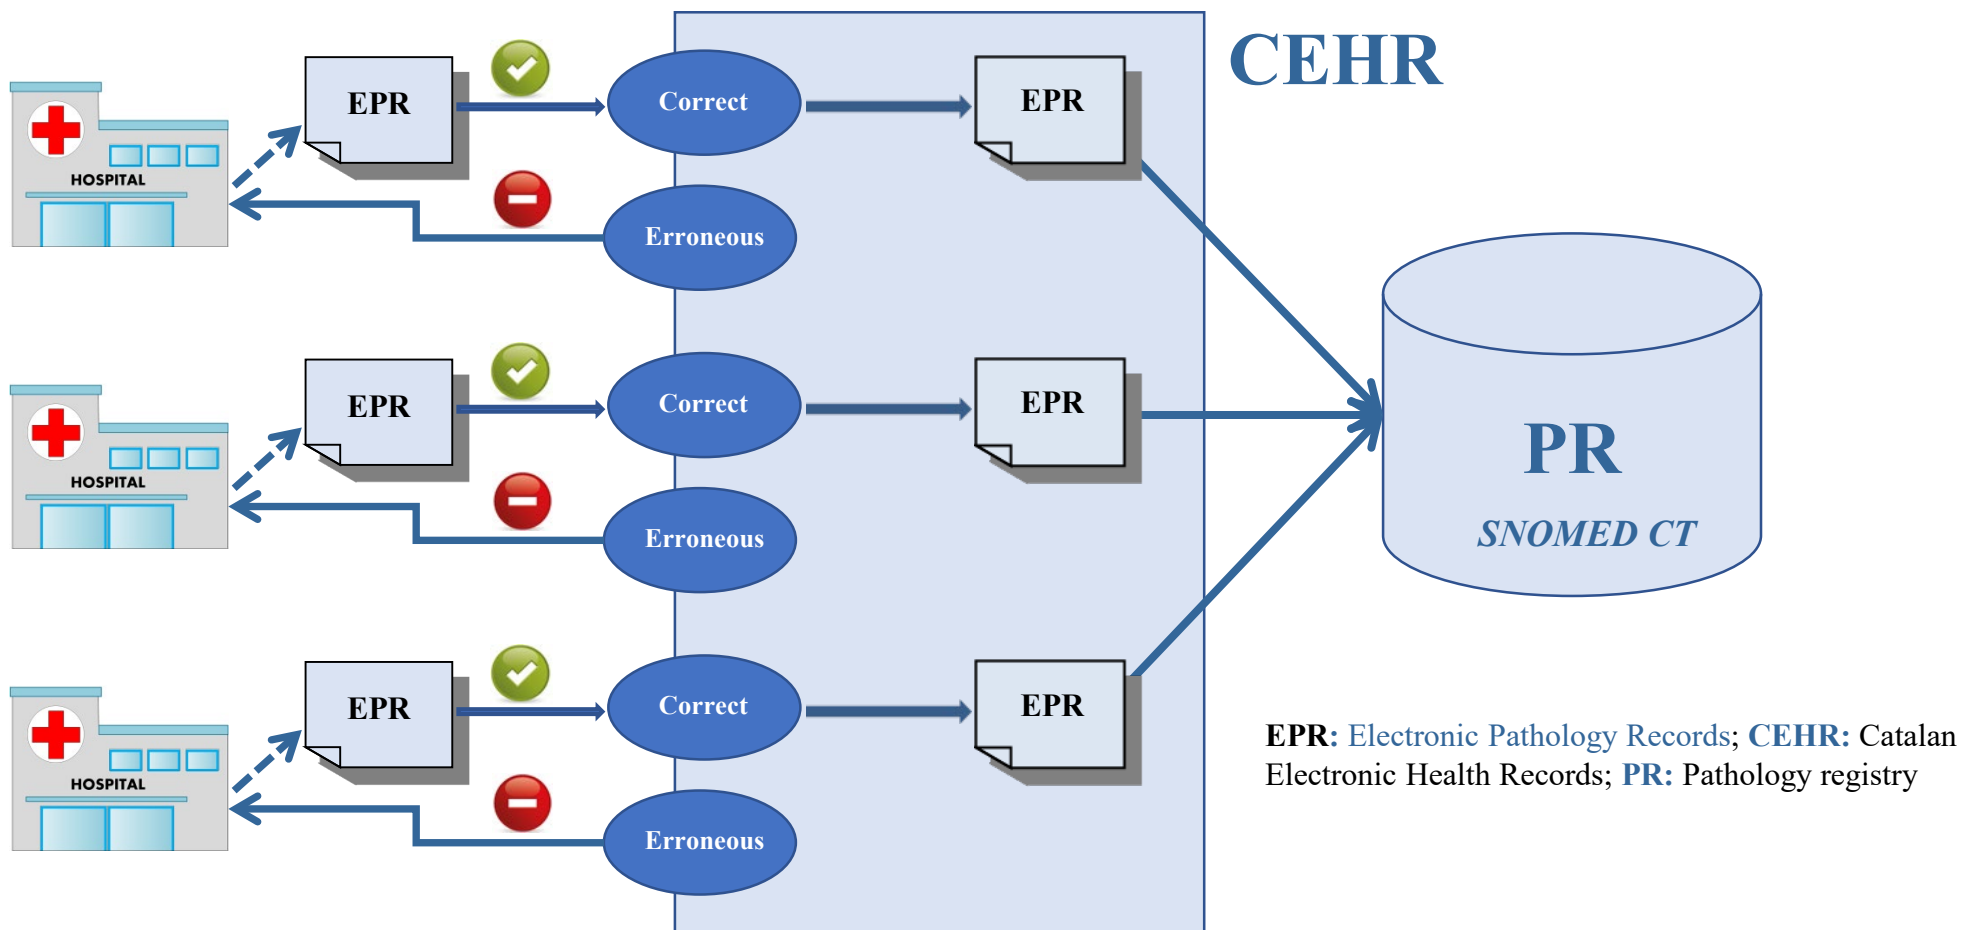 CEHR
EPR
Correct
EPR
HOSPITAL
Erroneous
EPR
Correct
EPR
HOSPITAL
Erroneous
PR
SNOMED CT
EPR
Correct
EPR
HOSPITAL
Erroneous
EPR: Electronic Pathology Records; CEHR: Catalan
Electronic Health Records; PR: Pathology registry